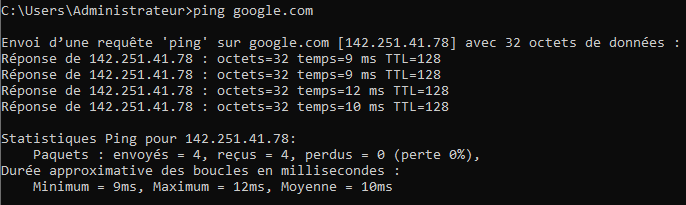 C:\Users\Administrateur>ping google.com
Envoi d’une requête 'ping' sur google.com [142.251.41.78] avec 32 octets de données :
Réponse de 142.251.41.78 : octets=32 temps=9 ms TTL=128
Réponse de 142.251.41.78 : octets=32 temps=9 ms TTL=128
Réponse de 142.251.41.78 : octets=32 temps=12 ms TTL=128
Réponse de 142.251.41.78 : octets=32 temps=10 ms TTL=128
Statistiques Ping pour 142.251.41.78:
    Paquets : envoyés = 4, reçus = 4, perdus = 0 (perte 0%),
Durée approximative des boucles en millisecondes :
    Minimum = 9ms, Maximum = 12ms, Moyenne = 10ms